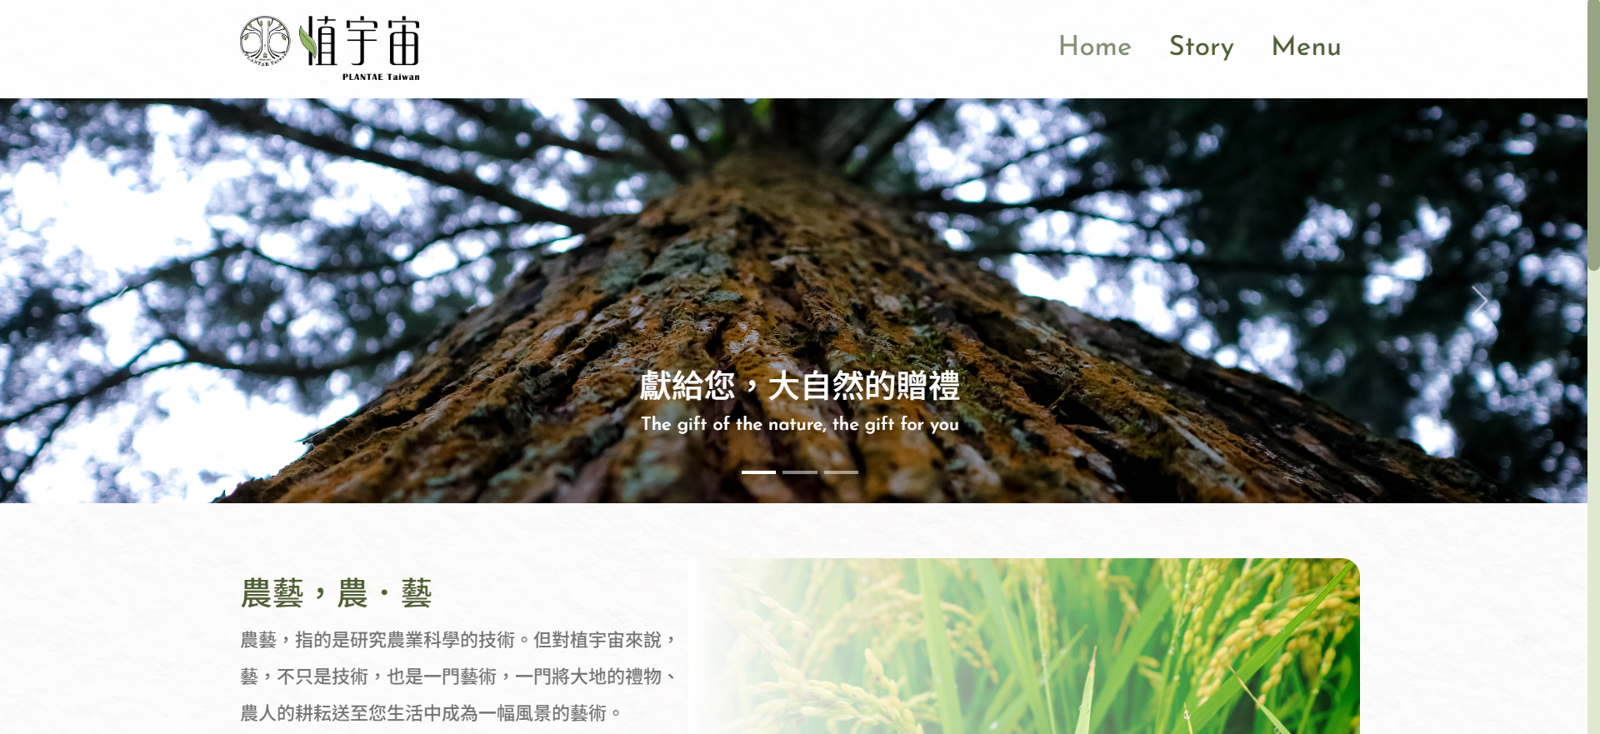 植宇宙
PLANTAE Taiwan
Home Story Menu
獻給您，大自然的贈禮
The gift of the nature, the gift for you
農藝，農．藝
農藝，指的是研究農業科學的技術。但對植宇宙來說，
藝，不只是技術，也是一門藝術，一門將大地的禮物、
農人的耕耘送至您生活中成為一幅風景的藝術。